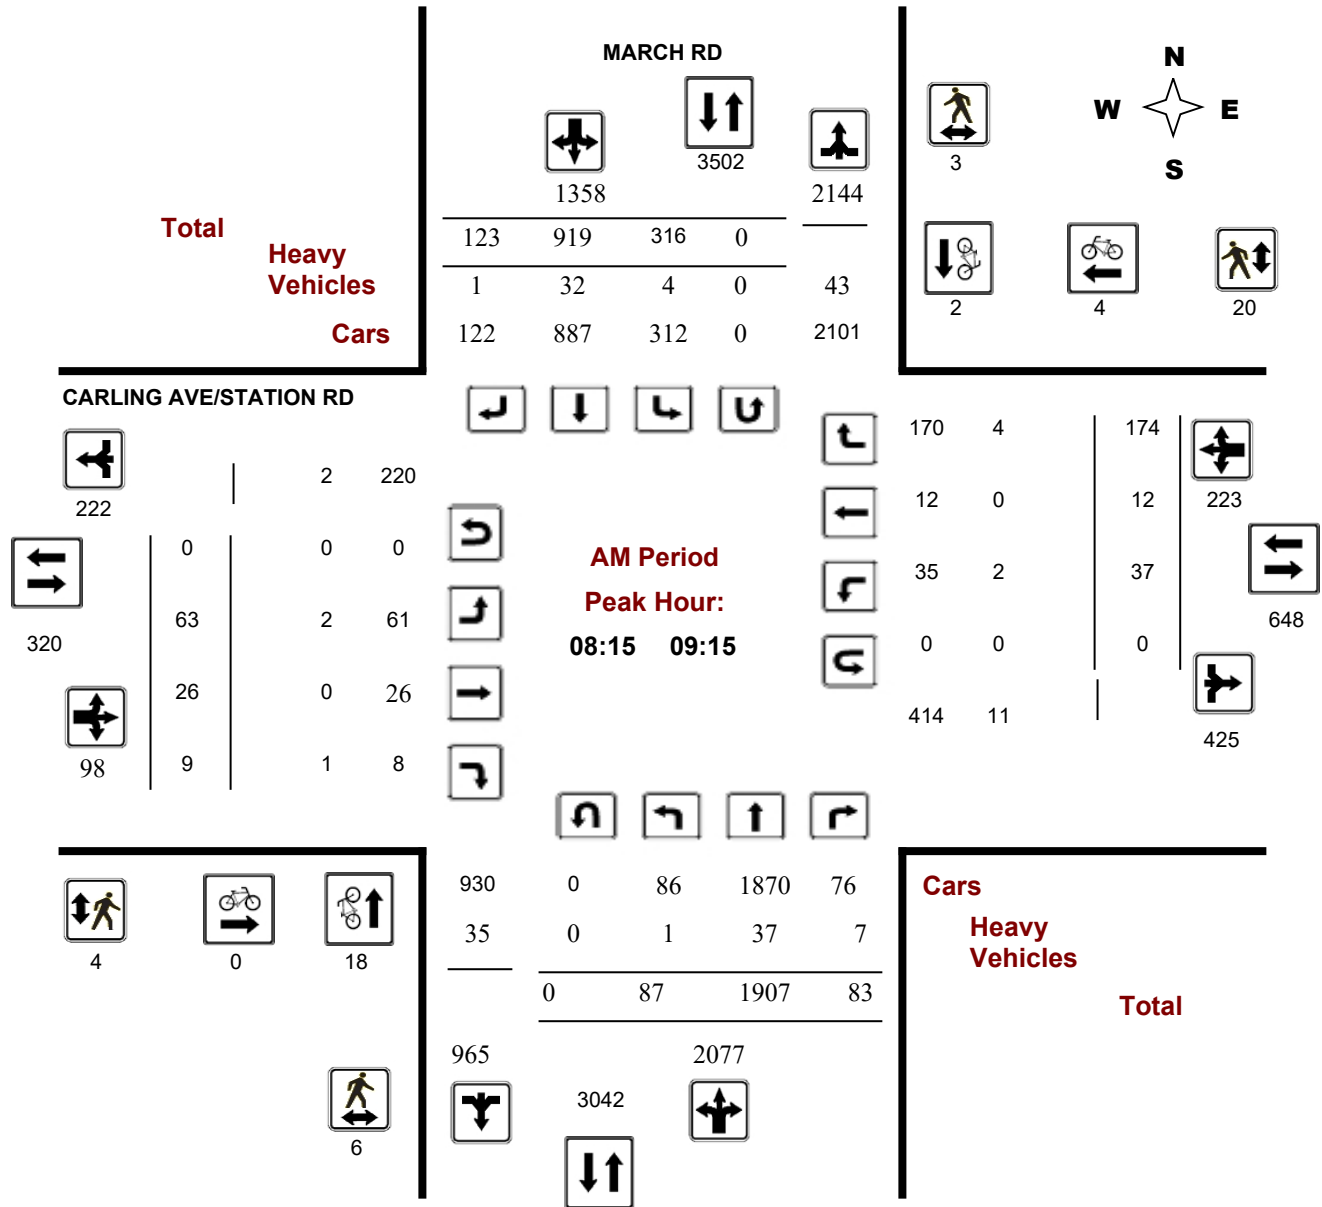 MARCH RD
N
W E
S
3502
3
1358 2144
Total
123 919 316 0
Heavy
Vehicles
1 32 4 0 43
2 4 20
Cars
122 887 312 0 2101
CARLING AVE/STATION RD
170 4 174
2 220
222
12 0 12 223
0 0 0
AM Period
35 2 37
Peak Hour:
63 2 61
648
320
08:15 09:15
0 0 0
26 0 26
414 11
425
98 9 1 8
930 0 86 1870 76
Cars
35 0 1 37 7
Heavy
Vehicles
4 0 18
0 87 1907 83
Total
965 2077
3042
6